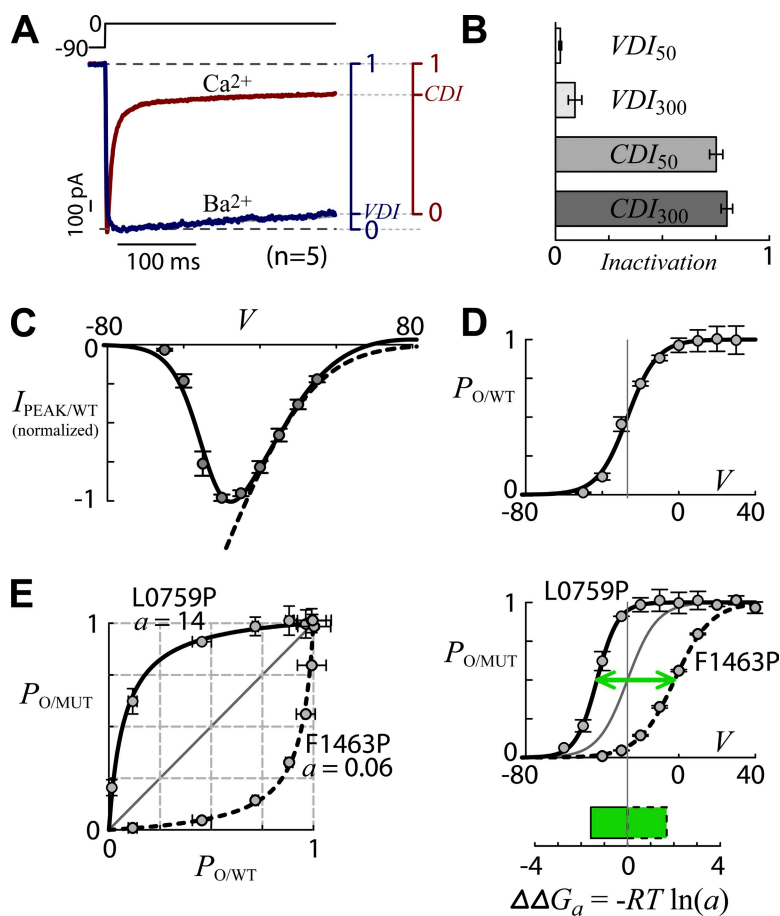 A
0
-90
Ca2+
Ba2+
100 pA
100 ms
(n=5)
1
VDI
0
1
CDI
0
B
VDI50
VDI300
CDI50
CDI300
0
Inactivation
1
C
-80
V
80
0
IPEAK/WT
(normalized)
-1
D
1
PO/WT
0
V
-80
0
40
E
L0759P
a = 14
1
PO/MUT
F1463P
a = 0.06
0
0
PO/WT
1
L0759P
1
PO/MUT
F1463P
0
V
-80
0
40
-4
0
4
ΔΔGa = -RT ln(a)